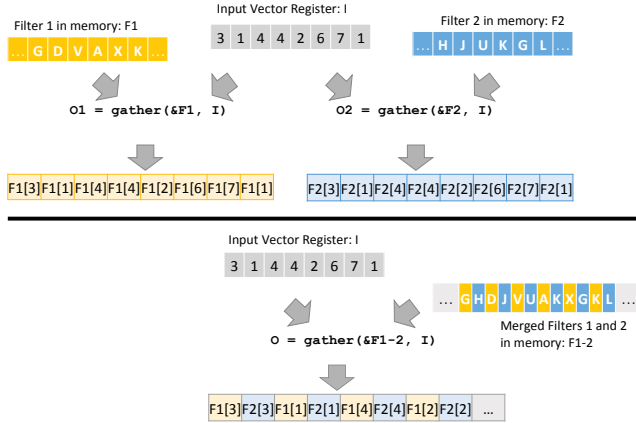 Filter 1 in memory: F1
... G D V A X K ...
Input Vector Register: I
3 1 4 4 2 6 7 1
Filter 2 in memory: F2
... H J U K G L ...
O1 = gather(&F1, I)
O2 = gather(&F2, I)
F1[3] F1[1] F1[4] F1[4] F1[2] F1[6] F1[7] F1[1]
F2[3] F2[1] F2[4] F2[4] F2[2] F2[6] F2[7] F2[1]
Input Vector Register: I
3 1 4 4 2 6 7 1
... G H D J V U A K X G K L ...
Merged Filters 1 and 2
in memory: F1-2
O = gather(&F1-2, I)
F1[3] F2[3] F1[1] F2[1] F1[4] F2[4] F1[2] F2[2] ...